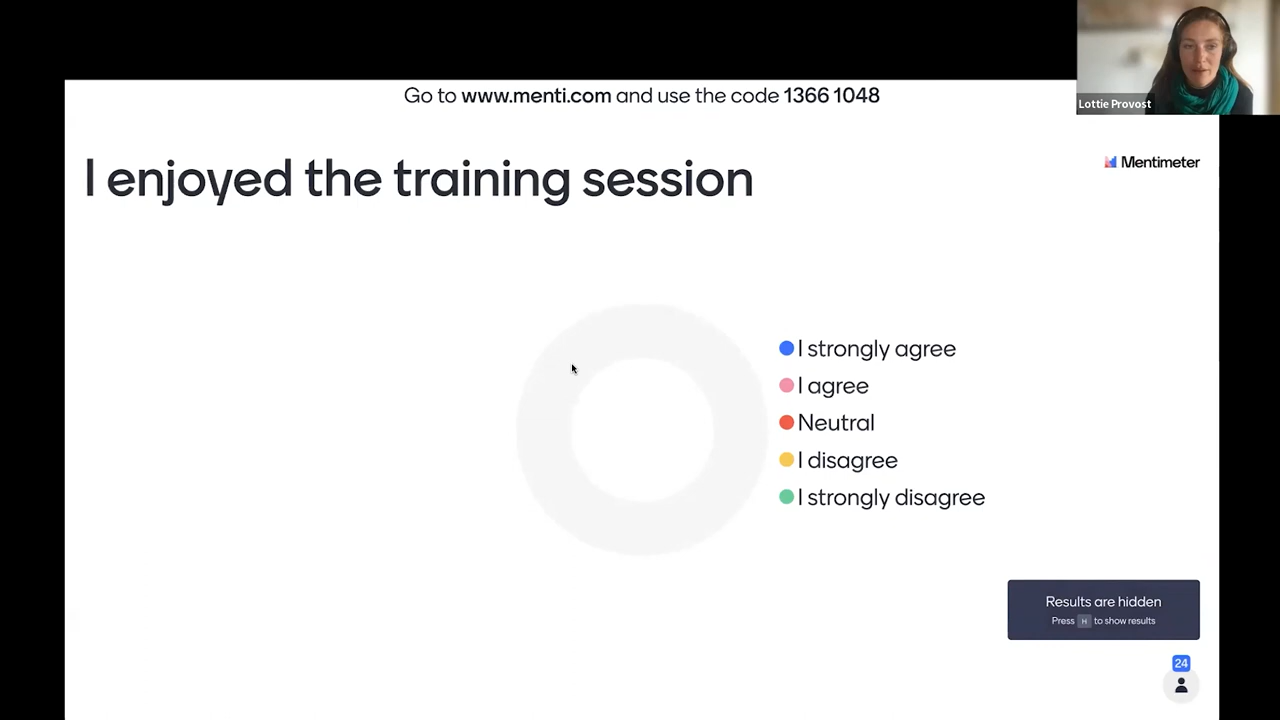 Go to www.menti.com and use the code 1366 1048
Lottie Provost
I enjoyed the training session
Mentimeter
I strongly agree
I agree
Neutral
I disagree
I strongly disagree
Results are hidden
Press H to show results
24